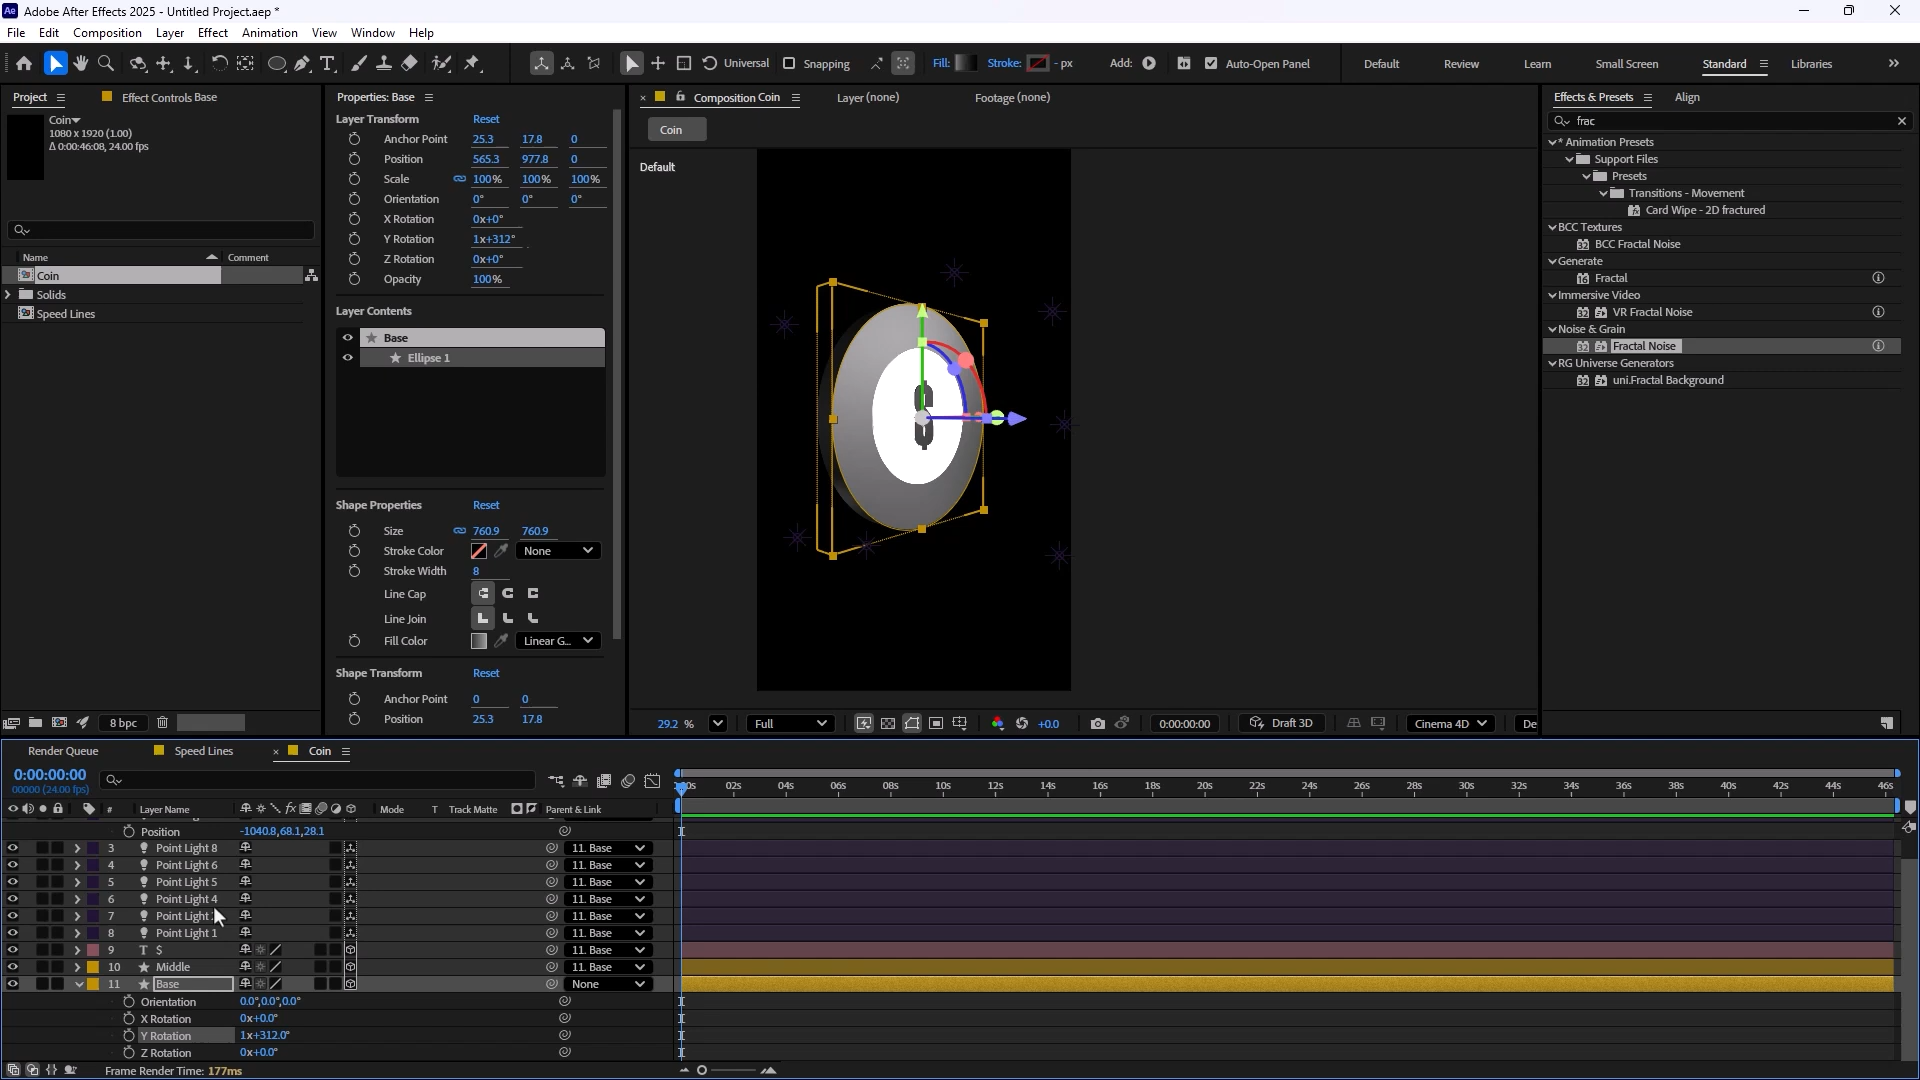 Adobe After Effects 2025 - Untitled Project.aep *
File Edit Composition Layer Effect Animation View Window Help
Universal Snapping Fill: Stroke: - px Add: Auto-Open Panel Default Review Learn Small Screen Standard Libraries
Project Effect Controls Base
Coin
1080 x 1920 (1.00)
Δ 0:00:46:08, 24.00 fps
Name Comment
Coin
Solids
Speed Lines
8 bpc
Properties: Base
Layer Transform Reset
Anchor Point 25.3 17.8 0
Position 565.3 977.8 0
Scale 100% 100% 100%
Orientation 0° 0° 0°
X Rotation 0x+0°
Y Rotation 1x+312°
Z Rotation 0x+0°
Opacity 100%
Layer Contents
Base
Ellipse 1
Shape Properties Reset
Size 760.9 760.9
Stroke Color None
Stroke Width 8
Line Cap
Line Join
Fill Color Linear G...
Shape Transform Reset
Anchor Point 0 0
Position 25.3 17.8
Composition Coin Layer (none) Footage (none)
Coin
Default
$
29.2 % Full +0.0 0:00:00:00 Draft 3D Cinema 4D De
Effects & Presets Align
frac
* Animation Presets
Support Files
Presets
Transitions - Movement
Card Wipe - 2D fractured
BCC Textures
BCC Fractal Noise
Generate
Fractal
Immersive Video
VR Fractal Noise
Noise & Grain
Fractal Noise
RG Universe Generators
uni.Fractal Background
Render Queue Speed Lines Coin
0:00:00:00
00000 (24.00 fps)
02s 04s 06s 08s 10s 12s 14s 16s 18s 20s 22s 24s 26s 28s 30s 32s 34s 36s 38s 40s 42s 44s 46s
# Layer Name Mode T Track Matte Parent & Link
Position -1040.8,68.1,28.1
3 Point Light 8 11. Base
4 Point Light 6 11. Base
5 Point Light 5 11. Base
6 Point Light 4 11. Base
7 Point Light 11. Base
8 Point Light 1 11. Base
9 T $ 11. Base
10 Middle 11. Base
11 Base None
Orientation 0.0°,0.0°,0.0°
X Rotation 0x+0.0°
Y Rotation 1x+312.0°
Z Rotation 0x+0.0°
Frame Render Time: 177ms